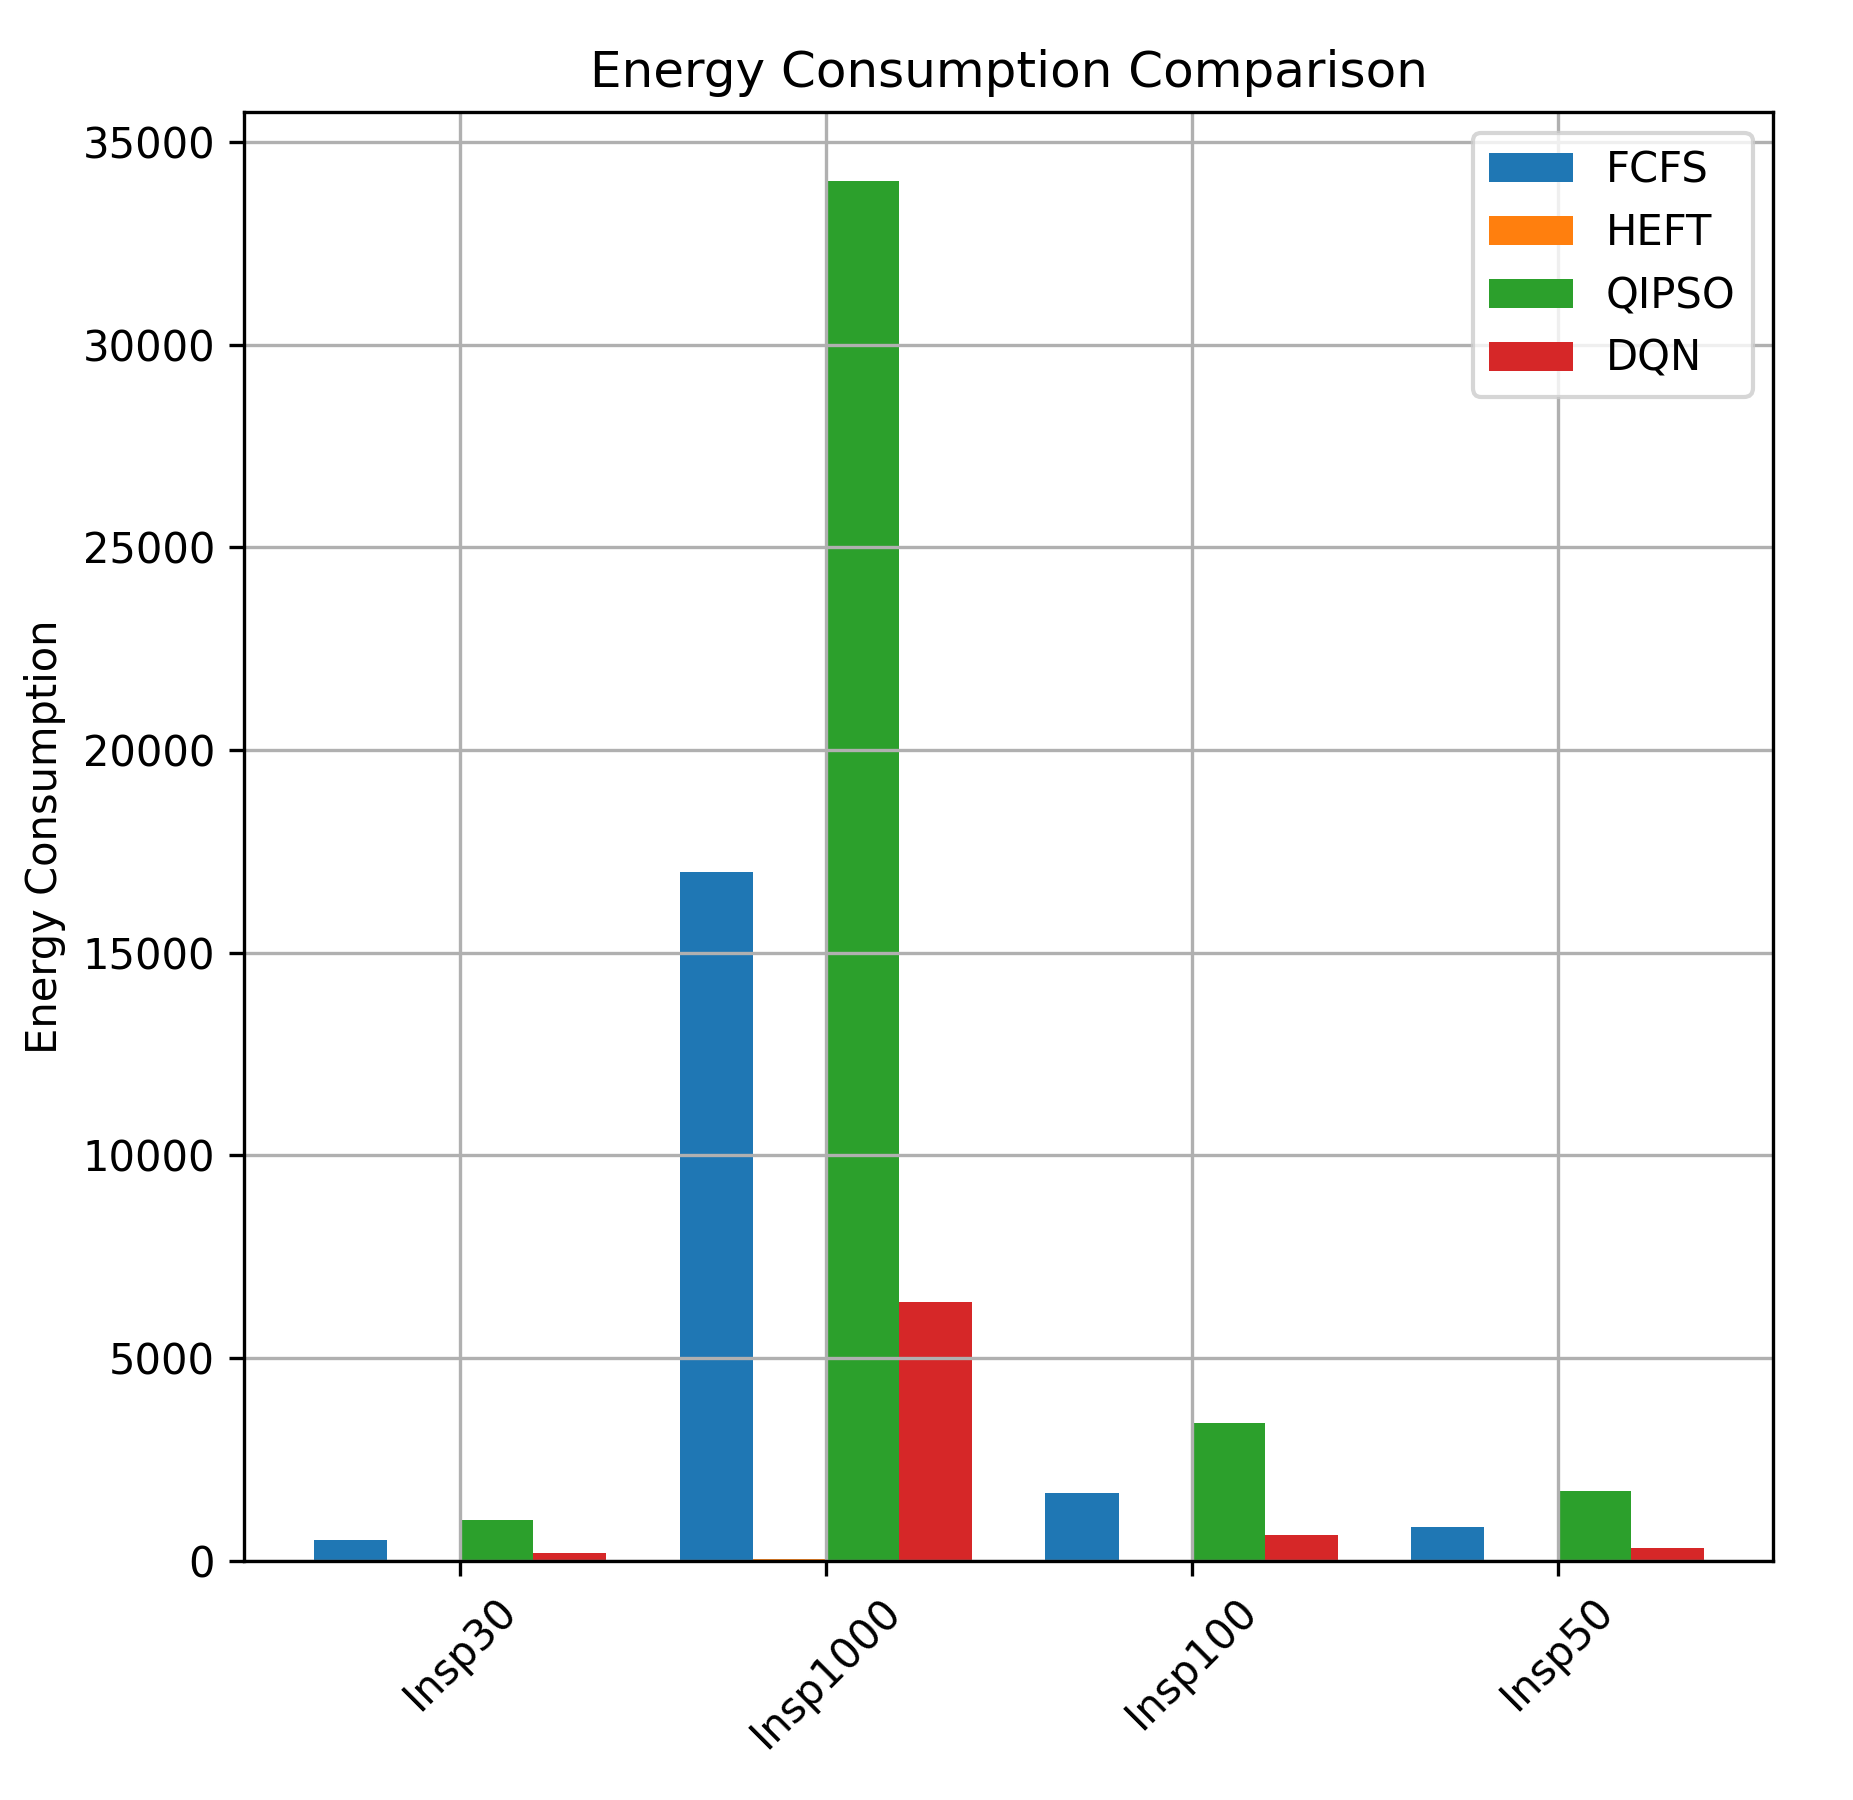 Energy Consumption Comparison
35000
30000
25000
20000
15000
10000
5000
0
Energy Consumption
FCFS
HEFT
QIPSO
DQN
Insp30
Insp1000
Insp100
Insp50